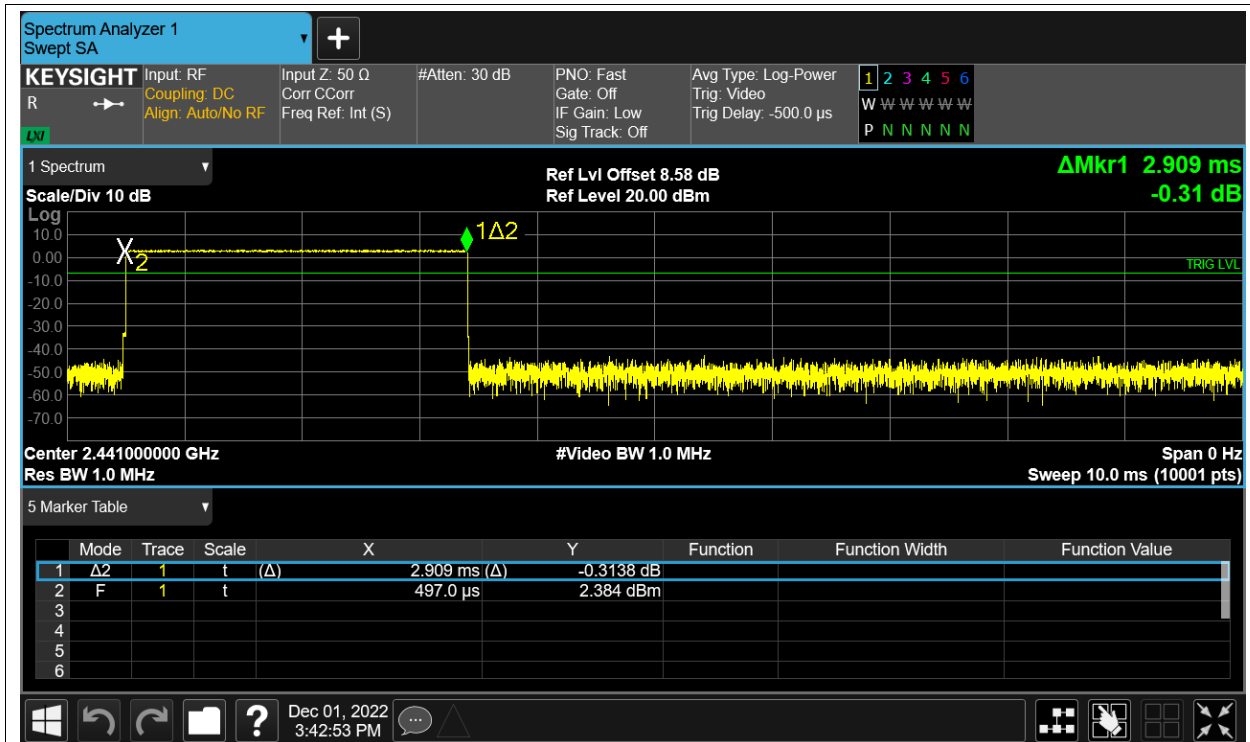 Spectrum Analyzer 1
Swept SA
KEYSIGHT Input: RF Input Z: 50 Ω #Atten: 30 dB PNO: Fast Avg Type: Log-Power 1 2 3 4 5 6
R Coupling: DC Corr CCorr Gate: Off Trig: Video W W W W W W
Align: Auto/No RF Freq Ref: Int (S) IF Gain: Low Trig Delay: -500.0 µs
LXI Sig Track: Off P N N N N N
1 Spectrum Ref Lvl Offset 8.58 dB ΔMkr1 2.909 ms
Scale/Div 10 dB Ref Level 20.00 dBm -0.31 dB
Log
10.0 1Δ2
0.00 X 2 TRIG LVL
-10.0
-20.0
-30.0
-40.0
-50.0
-60.0
-70.0
Center 2.441000000 GHz #Video BW 1.0 MHz Span 0 Hz
Res BW 1.0 MHz Sweep 10.0 ms (10001 pts)
5 Marker Table
Mode Trace Scale X Y Function Function Width Function Value
1 Δ2 1 t (Δ) 2.909 ms (Δ) -0.3138 dB
2 F 1 t 497.0 µs 2.384 dBm
3
4
5
6
? Dec 01, 2022
3:42:53 PM